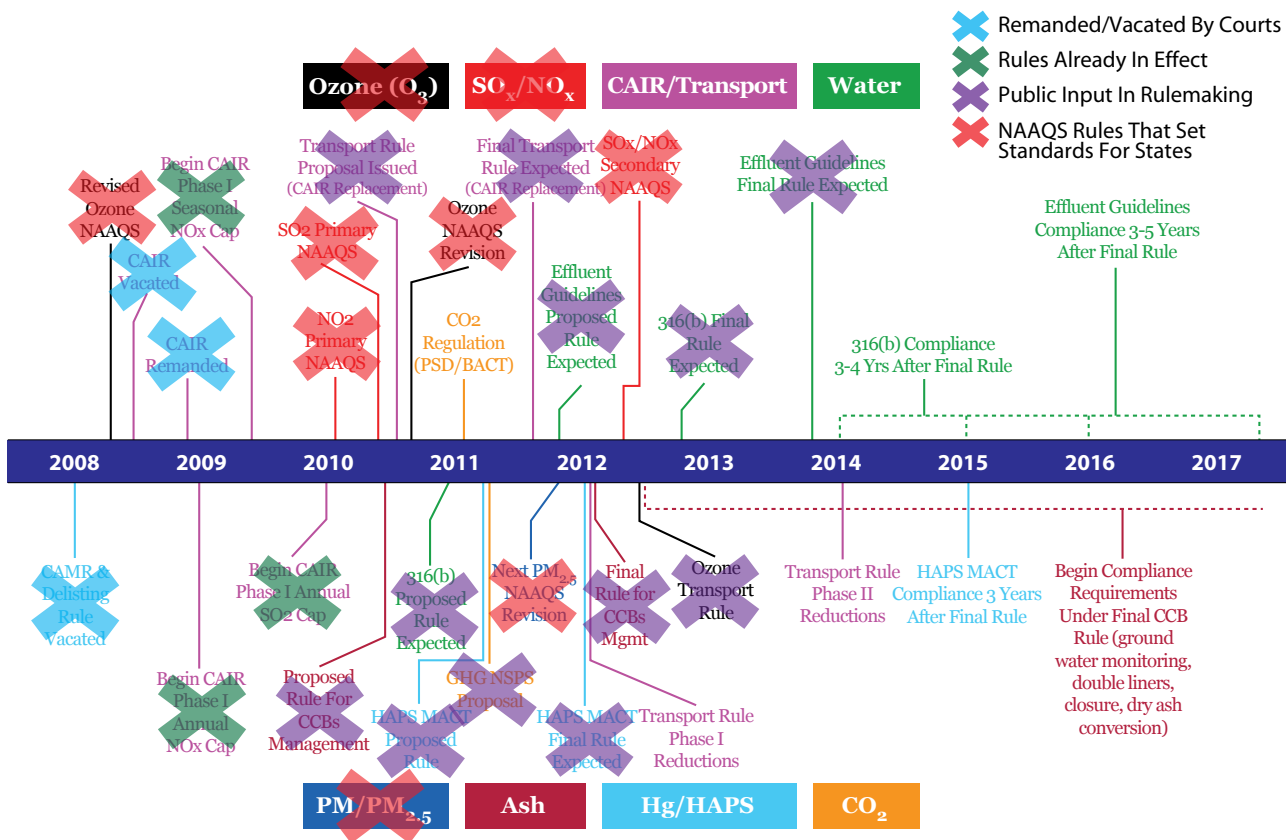 Remanded/Vacated By Courts
Rules Already In Effect
Public Input In Rulemaking
NAAQS Rules That Set
Standards For States
Ozone (O3)
SOx/NOx
CAIR/Transport
Water
Revised
Ozone
NAAQS
Begin CAIR
Phase I
Seasonal
NOx Cap
CAIR
Vacated
CAIR
Remanded
Transport Rule
Proposal Issued
(CAIR Replacement)
SO2 Primary
NAAQS
NO2
Primary
NAAQS
Ozone
NAAQS
Revision
CO2
Regulation
(PSD/BACT)
Final Transport
Rule Expected
(CAIR Replacement)
Effluent
Guidelines
Proposed
Rule
Expected
SOx/NOx
Secondary
NAAQS
316(b) Final
Rule
Expected
Effluent Guidelines
Final Rule Expected
316(b) Compliance
3-4 Yrs After Final Rule
Effluent Guidelines
Compliance 3-5 Years
After Final Rule
2008
2009
2010
2011
2012
2013
2014
2015
2016
2017
CAMR &
Delisting
Rule
Vacated
Begin CAIR
Phase I
Annual
NOx Cap
Begin CAIR
Phase I Annual
SO2 Cap
Proposed
Rule For
CCBs
Management
316(b)
Proposed
Rule
Expected
HAPS MACT
Proposed
Rule
GHG NSPS
Proposal
Next PM2.5
NAAQS
Revision
HAPS MACT
Final Rule
Expected
Final
Rule for
CCBs
Mgmt
Transport Rule
Phase I
Reductions
Ozone
Transport
Rule
Transport Rule
Phase II
Reductions
HAPS MACT
Compliance 3 Years
After Final Rule
Begin Compliance
Requirements
Under Final CCB
Rule (ground
water monitoring,
double liners,
closure, dry ash
conversion)
PM/PM2.5
Ash
Hg/HAPS
CO2